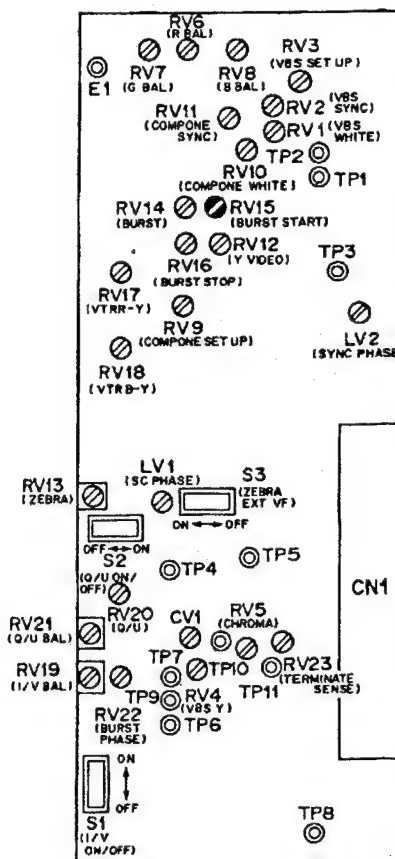 RV6
(R BAL)
RV7
(G BAL)
RV8
(B BAL)
RV3
(VBS SET UP)
E1
RV11
(COMPONE
SYNC)
RV2 (VBS
SYNC)
RV1 (VBS
WHITE)
TP2
RV10
(COMPONE WHITE)
TP1
RV14
(BURST)
RV15
(BURST START)
RV16
(BURST STOP)
RV12
(Y VIDEO)
TP3
RV17
(VTRR-Y)
RV9
(COMPONE SET UP)
LV2
(SYNC PHASE)
RV18
(VTRB-Y)
RV13
(ZEBRA)
LV1
(SC PHASE)
S3
(ZEBRA
EXT VF)
ON OFF
OFF ON
S2
(Q/U ON/
OFF)
TP4
TP5
CN1
RV20
(Q/U)
RV21
(Q/U BAL)
CV1
RV5
(CHROMA)
RV19
(I/V BAL)
TP7
TP10
TP11
RV23
(TERMINATE
SENSE)
RV22
(BURST
PHASE)
TP9
RV4
(VBS Y)
TP6
ON
OFF
S1
(I/V
ON/OFF)
TP8